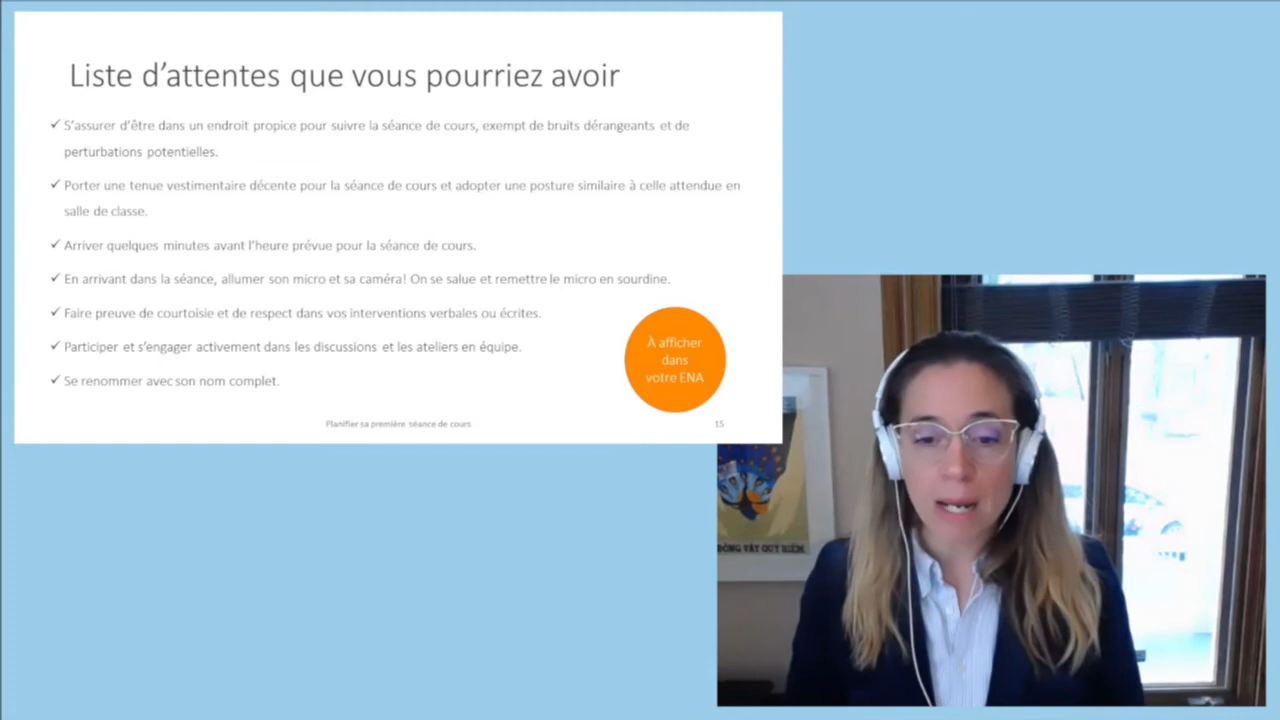 Liste d’attentes que vous pourriez avoir
✓ S’assurer d’être dans un endroit propice pour suivre la séance de cours, exempt de bruits dérangeants et de
perturbations potentielles.
✓ Porter une tenue vestimentaire décente pour la séance de cours et adopter une posture similaire à celle attendue en
salle de classe.
✓ Arriver quelques minutes avant l’heure prévue pour la séance de cours.
✓ En arrivant dans la séance, allumer son micro et sa caméra! On se salue et remettre le micro en sourdine.
✓ Faire preuve de courtoisie et de respect dans vos interventions verbales ou écrites.
✓ Participer et s’engager activement dans les discussions et les ateliers en équipe.
✓ Se renommer avec son nom complet.
À afficher
dans
votre ENA
Planifier sa première séance de cours
15
ĐỘNG VẬT QUÝ HIẾM